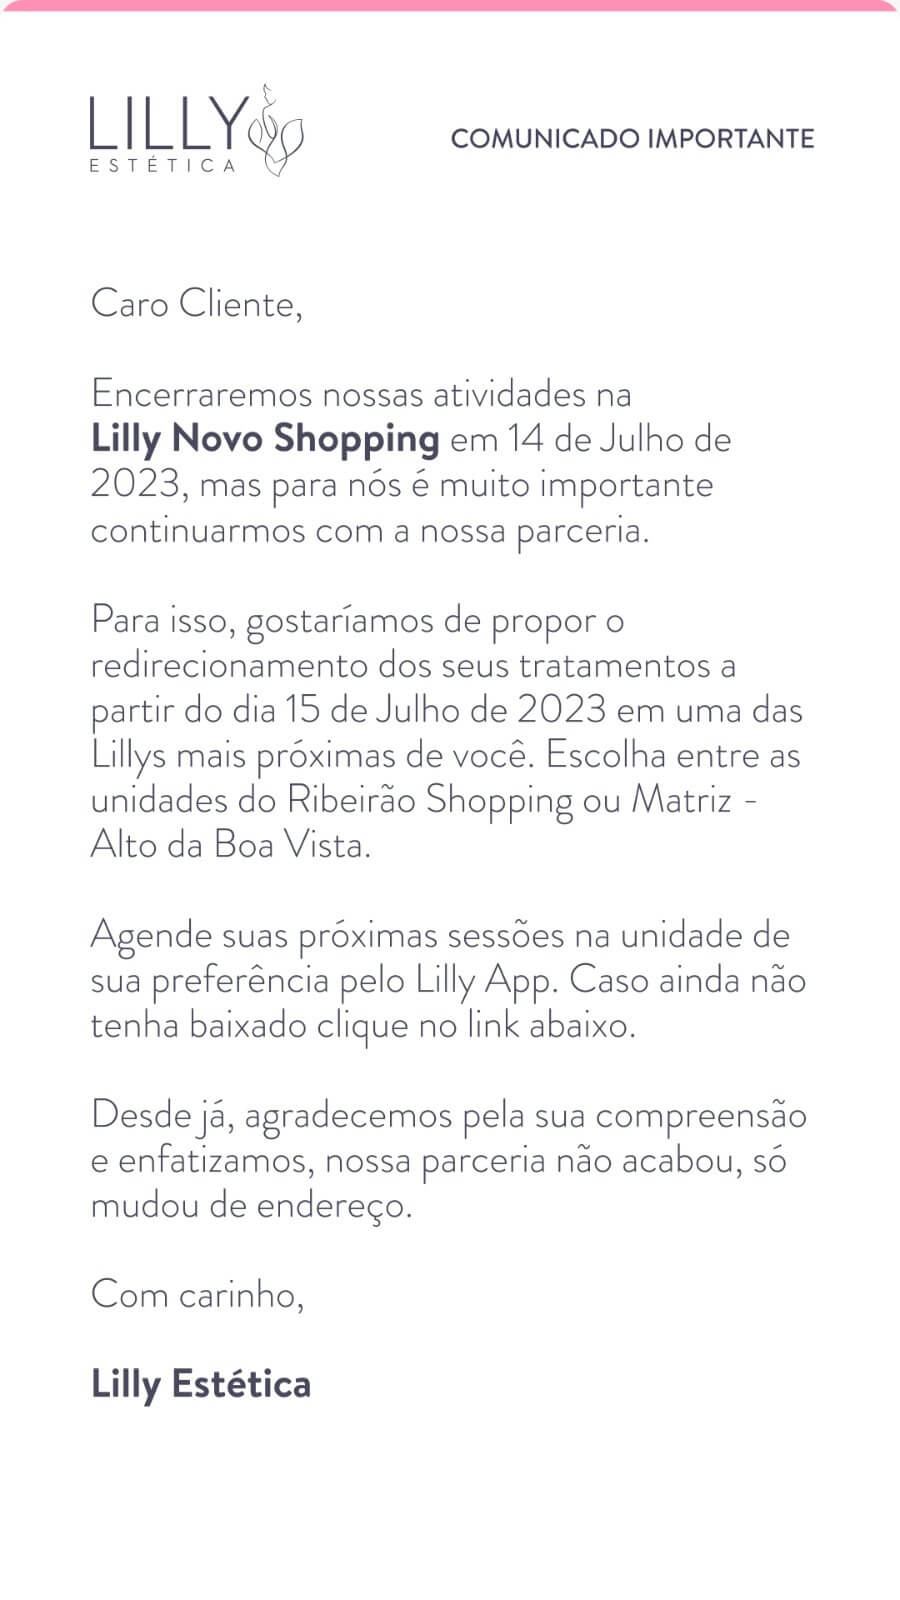 LILLY
ESTÉTICA
COMUNICADO IMPORTANTE
Caro Cliente,
Encerraremos nossas atividades na
Lilly Novo Shopping em 14 de Julho de
2023, mas para nós é muito importante
continuarmos com a nossa parceria.
Para isso, gostaríamos de propor o
redirecionamento dos seus tratamentos a
partir do dia 15 de Julho de 2023 em uma das
Lillys mais próximas de você. Escolha entre as
unidades do Ribeirão Shopping ou Matriz -
Alto da Boa Vista.
Agende suas próximas sessões na unidade de
sua preferência pelo Lilly App. Caso ainda não
tenha baixado clique no link abaixo.
Desde já, agradecemos pela sua compreensão
e enfatizamos, nossa parceria não acabou, só
mudou de endereço.
Com carinho,
Lilly Estética